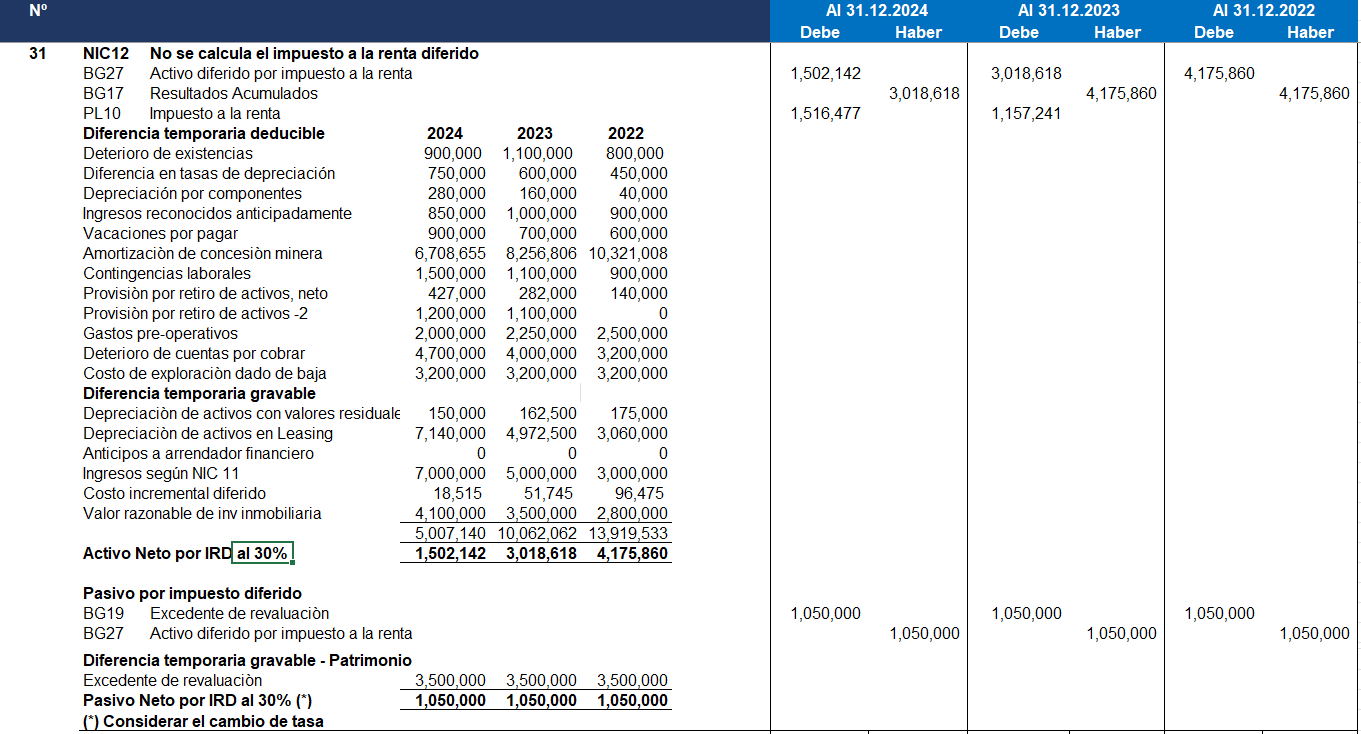 Nº Al 31.12.2024 Al 31.12.2023 Al 31.12.2022
Debe Haber Debe Haber Debe Haber
31 NIC12 No se calcula el impuesto a la renta diferido
BG27 Activo diferido por impuesto a la renta 1,502,142 3,018,618 4,175,860
BG17 Resultados Acumulados 3,018,618 4,175,860 4,175,860
PL10 Impuesto a la renta 1,516,477 1,157,241
Diferencia temporaria deducible 2024 2023 2022
Deterioro de existencias 900,000 1,100,000 800,000
Diferencia en tasas de depreciación 750,000 600,000 450,000
Depreciación por componentes 280,000 160,000 40,000
Ingresos reconocidos anticipadamente 850,000 1,000,000 900,000
Vacaciones por pagar 900,000 700,000 600,000
Amortizaciòn de concesiòn minera 6,708,655 8,256,806 10,321,008
Contingencias laborales 1,500,000 1,100,000 900,000
Provisiòn por retiro de activos, neto 427,000 282,000 140,000
Provisiòn por retiro de activos -2 1,200,000 1,100,000 0
Gastos pre-operativos 2,000,000 2,250,000 2,500,000
Deterioro de cuentas por cobrar 4,700,000 4,000,000 3,200,000
Costo de exploraciòn dado de baja 3,200,000 3,200,000 3,200,000
Diferencia temporaria gravable
Depreciaciòn de activos con valores residuale 150,000 162,500 175,000
Depreciaciòn de activos en Leasing 7,140,000 4,972,500 3,060,000
Anticipos a arrendador financiero 0 0 0
Ingresos según NIC 11 7,000,000 5,000,000 3,000,000
Costo incremental diferido 18,515 51,745 96,475
Valor razonable de inv inmobiliaria 4,100,000 3,500,000 2,800,000
5,007,140 10,062,062 13,919,533
Activo Neto por IRD al 30% 1,502,142 3,018,618 4,175,860
Pasivo por impuesto diferido
BG19 Excedente de revaluaciòn 1,050,000 1,050,000 1,050,000
BG27 Activo diferido por impuesto a la renta 1,050,000 1,050,000 1,050,000
Diferencia temporaria gravable - Patrimonio
Excedente de revaluaciòn 3,500,000 3,500,000 3,500,000
Pasivo Neto por IRD al 30% (*) 1,050,000 1,050,000 1,050,000
(*) Considerar el cambio de tasa